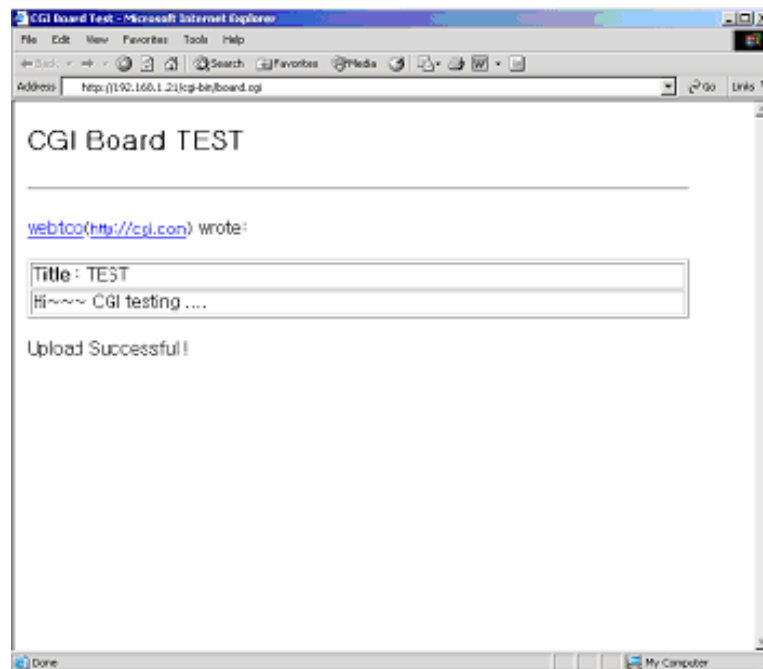 CGI Board Test - Microsoft Internet Explorer
File Edit View Favorites Tools Help
Back Search Favorites Media
Address http://192.168.1.21/cgi-bin/board.cgi Go Links
CGI Board TEST
webtoo(http://cgi.com) wrote:
Title : TEST
Hi~~~ CGI testing ....
Upload Successful!
Done My Computer